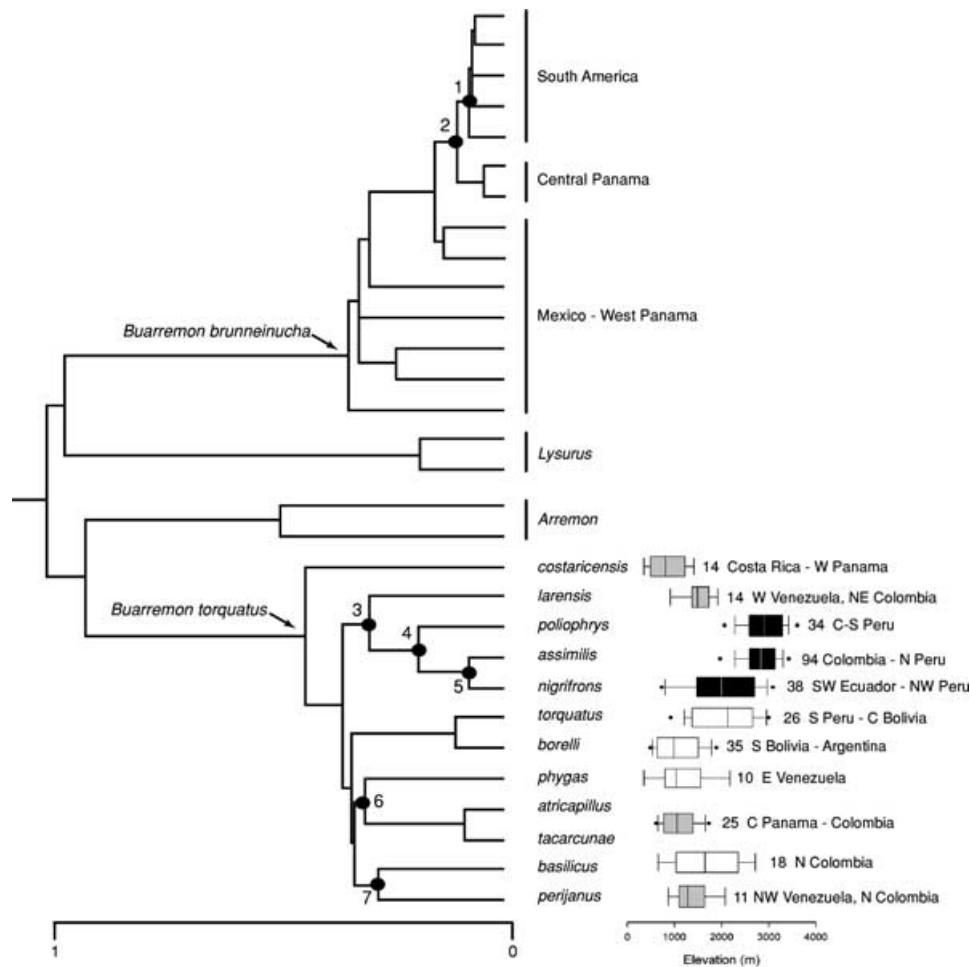 1
South America
2
Central Panama
Mexico - West Panama
Buarremon brunneinucha
Lysurus
Arremon
costaricensis 14 Costa Rica - W Panama
Buarremon torquatus
3
larensis 14 W Venezuela, NE Colombia
4
poliophrys 34 C-S Peru
assimilis 94 Colombia - N Peru
5
nigrifrons 38 SW Ecuador - NW Peru
torquatus 26 S Peru - C Bolivia
borelli 35 S Bolivia - Argentina
phygas 10 E Venezuela
6
atricapillus
25 C Panama - Colombia
tacarcunae
basilicus 18 N Colombia
7
perijanus 11 NW Venezuela, N Colombia
1 0
0 1000 2000 3000 4000
Elevation (m)